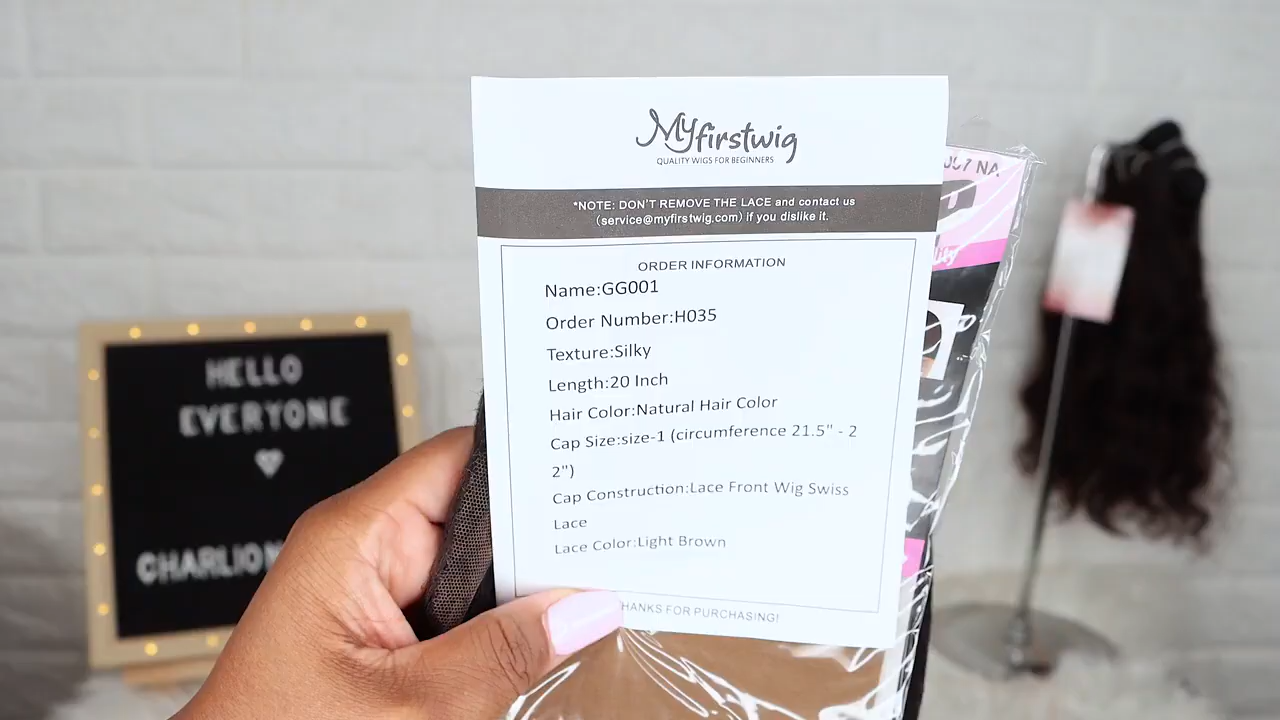 Myfirstwig
QUALITY WIGS FOR BEGINNERS
*NOTE: DON'T REMOVE THE LACE and contact us
(service@myfirstwig.com) if you dislike it.
ORDER INFORMATION
Name:GG001
Order Number:H035
Texture:Silky
Length:20 Inch
Hair Color:Natural Hair Color
Cap Size:size-1 (circumference 21.5" - 2
2")
Cap Construction:Lace Front Wig Swiss
Lace
Lace Color:Light Brown
HANKS FOR PURCHASING!
HELLO
EVERYONE
CHARLION